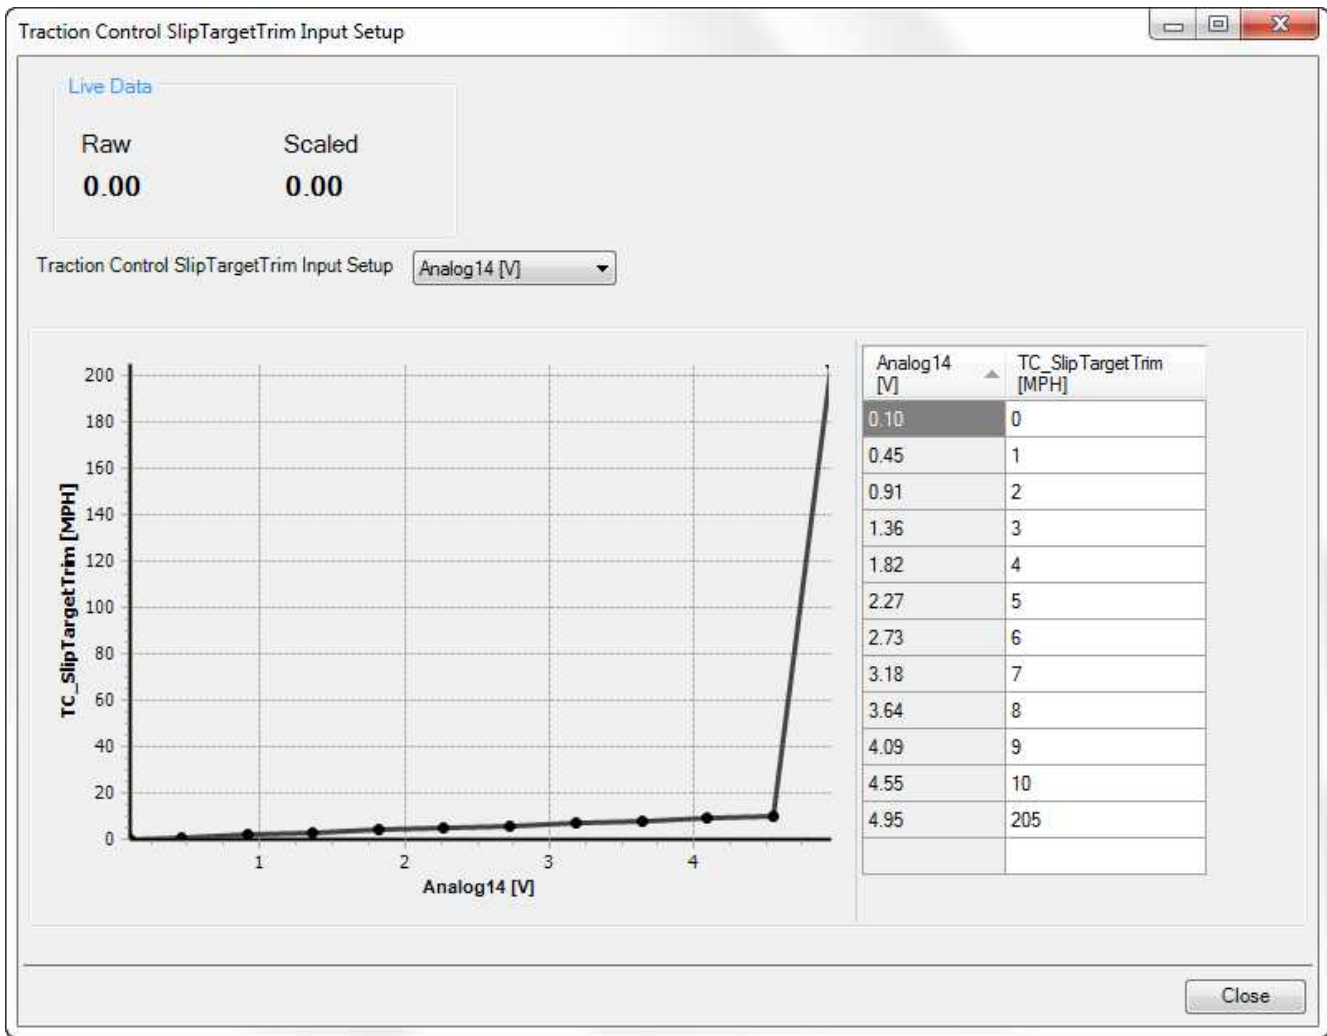 Traction Control SlipTargetTrim Input Setup
Live Data
Raw Scaled
0.00 0.00
Traction Control SlipTargetTrim Input Setup Analog14 [V]
200
180
160
140
120
100
80
60
40
20
0
TC_SlipTargetTrim [MPH]
1 2 3 4
Analog14 [V]
Analog14 TC_SlipTargetTrim
[V] [MPH]
0.10 0
0.45 1
0.91 2
1.36 3
1.82 4
2.27 5
2.73 6
3.18 7
3.64 8
4.09 9
4.55 10
4.95 205
Close